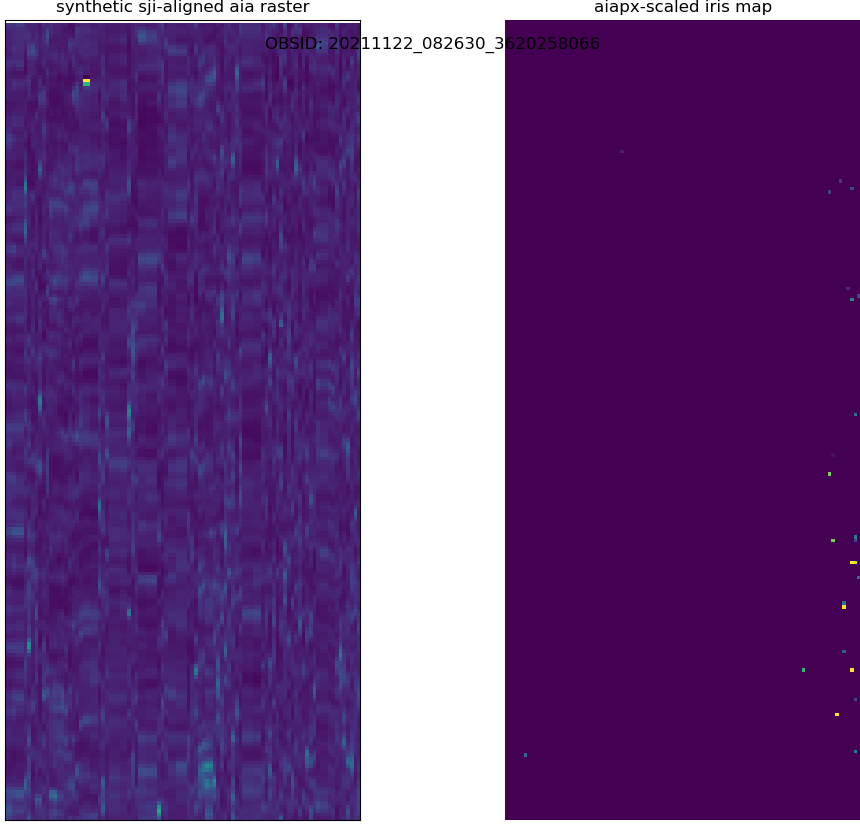 synthetic sji-aligned aia raster
aiapx-scaled iris map
OBSID: 20211122_082630_3620258066